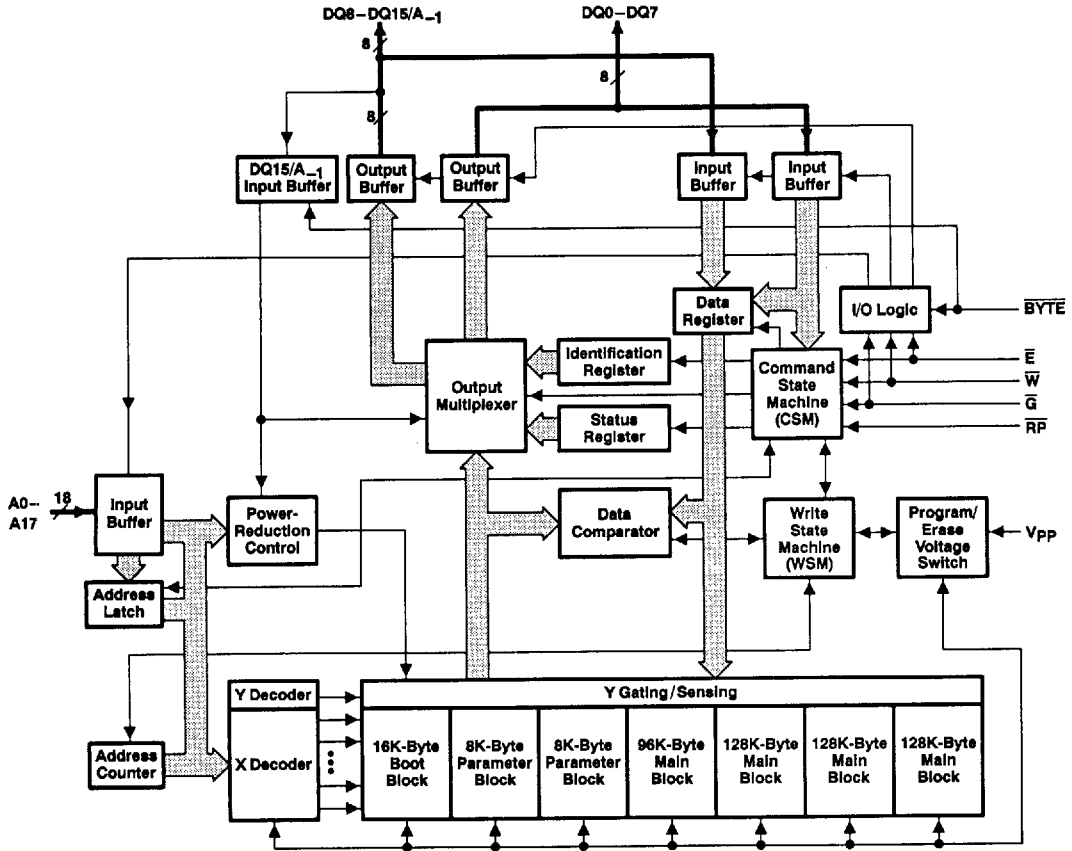 DQ8–DQ15/A₋₁
DQ0–DQ7
8
8
8
DQ15/A₋₁
Input Buffer
Output
Buffer
Output
Buffer
Input
Buffer
Input
Buffer
Data
Register
I/O Logic
B̅Y̅T̅E̅
E̅
W̅
G̅
R̅P̅
Output
Multiplexer
Identification
Register
Status
Register
Command
State
Machine
(CSM)
A0–
A17
18
Input
Buffer
Power-
Reduction
Control
Data
Comparator
Write
State
Machine
(WSM)
Program/
Erase
Voltage
Switch
VPP
Address
Latch
Address
Counter
Y Decoder
X Decoder
Y Gating/Sensing
16K-Byte
Boot
Block
8K-Byte
Parameter
Block
8K-Byte
Parameter
Block
96K-Byte
Main
Block
128K-Byte
Main
Block
128K-Byte
Main
Block
128K-Byte
Main
Block